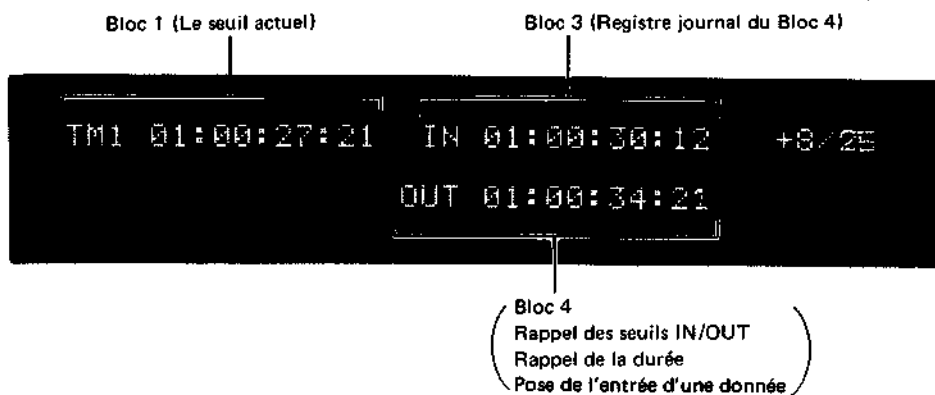 Bloc 1 (Le seuil actuel)
Bloc 3 (Registre journal du Bloc 4)
TM1 01:00:27:21 IN 01:00:30:12 +8/25
OUT 01:00:34:21
Bloc 4
Rappel des seuils IN/OUT
Rappel de la durée
Pose de l'entrée d'une donnée